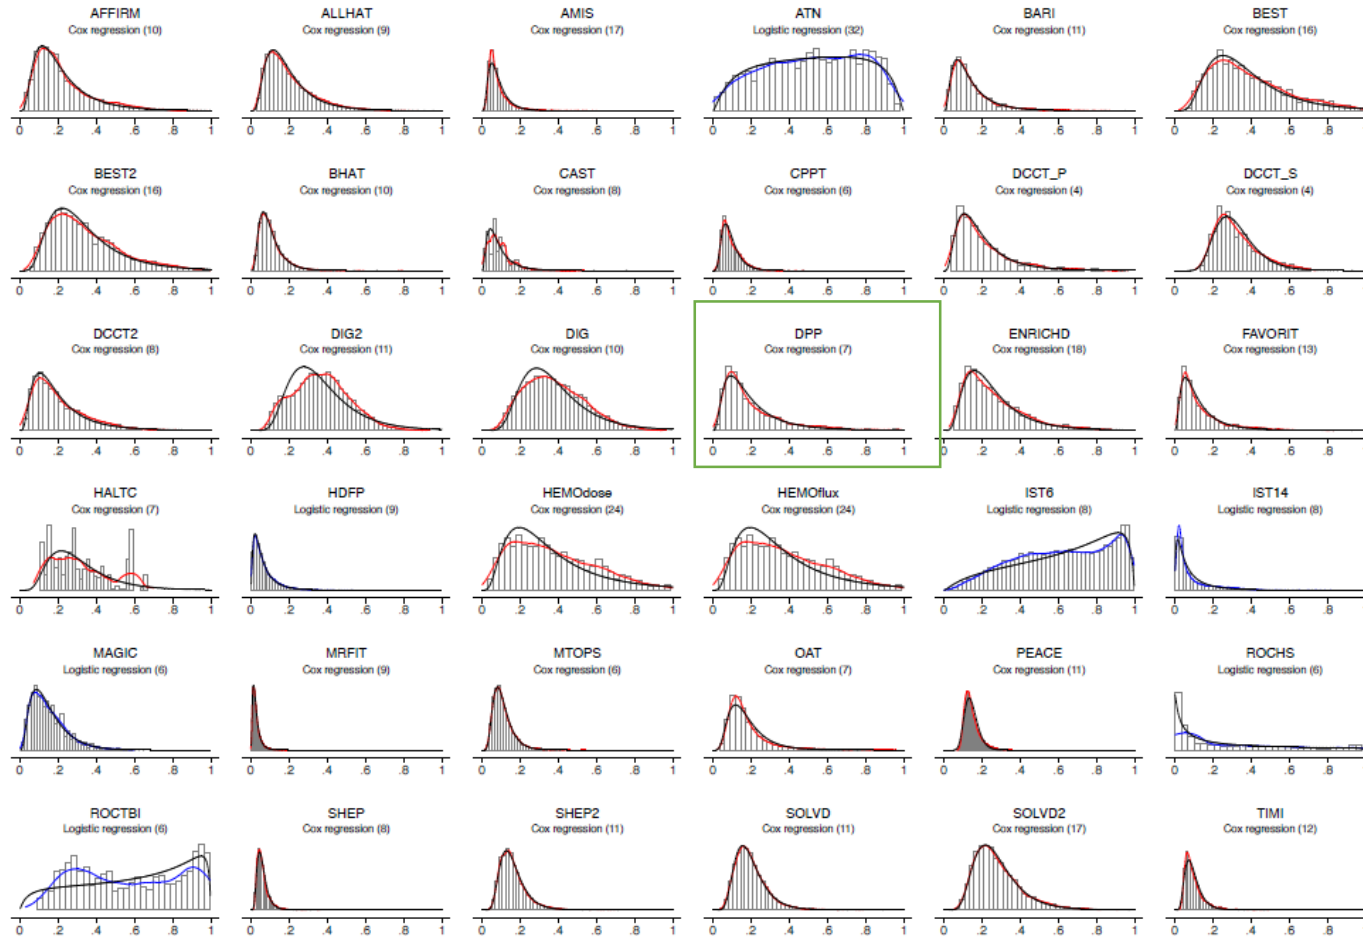 AFFIRM ALLHAT AMIS ATN BARI BEST
Cox regression (10) Cox regression (9) Cox regression (17) Logistic regression (32) Cox regression (11) Cox regression (16)
0 .2 .4 .6 .8 1 0 .2 .4 .6 .8 1 0 .2 .4 .6 .8 1 0 .2 .4 .6 .8 1 0 .2 .4 .6 .8 1 0 .2 .4 .6 .8
BEST2 BHAT CAST CPPT DCCT_P DCCT_S
Cox regression (16) Cox regression (10) Cox regression (8) Cox regression (6) Cox regression (4) Cox regression (4)
0 .2 .4 .6 .8 1 0 .2 .4 .6 .8 1 0 .2 .4 .6 .8 1 0 .2 .4 .6 .8 1 0 .2 .4 .6 .8 1 0 .2 .4 .6 .8
DCCT2 DIG2 DIG DPP ENRICHD FAVORIT
Cox regression (8) Cox regression (11) Cox regression (10) Cox regression (7) Cox regression (18) Cox regression (13)
0 .2 .4 .6 .8 1 0 .2 .4 .6 .8 1 0 .2 .4 .6 .8 1 0 .2 .4 .6 .8 1 0 .2 .4 .6 .8 1 0 .2 .4 .6 .8
HALTC HDFP HEMOdose HEMOflux IST6 IST14
Cox regression (7) Logistic regression (9) Cox regression (24) Cox regression (24) Logistic regression (8) Logistic regression (8)
0 .2 .4 .6 .8 1 0 .2 .4 .6 .8 1 0 .2 .4 .6 .8 1 0 .2 .4 .6 .8 1 0 .2 .4 .6 .8 1 0 .2 .4 .6 .8
MAGIC MRFIT MTOPS OAT PEACE ROCHS
Logistic regression (6) Cox regression (9) Cox regression (6) Cox regression (7) Cox regression (11) Logistic regression (6)
0 .2 .4 .6 .8 1 0 .2 .4 .6 .8 1 0 .2 .4 .6 .8 1 0 .2 .4 .6 .8 1 0 .2 .4 .6 .8 1 0 .2 .4 .6 .8
ROCTBI SHEP SHEP2 SOLVD SOLVD2 TIMI
Logistic regression (6) Cox regression (8) Cox regression (11) Cox regression (11) Cox regression (17) Cox regression (12)
0 .2 .4 .6 .8 1 0 .2 .4 .6 .8 1 0 .2 .4 .6 .8 1 0 .2 .4 .6 .8 1 0 .2 .4 .6 .8 1 0 .2 .4 .6 .8